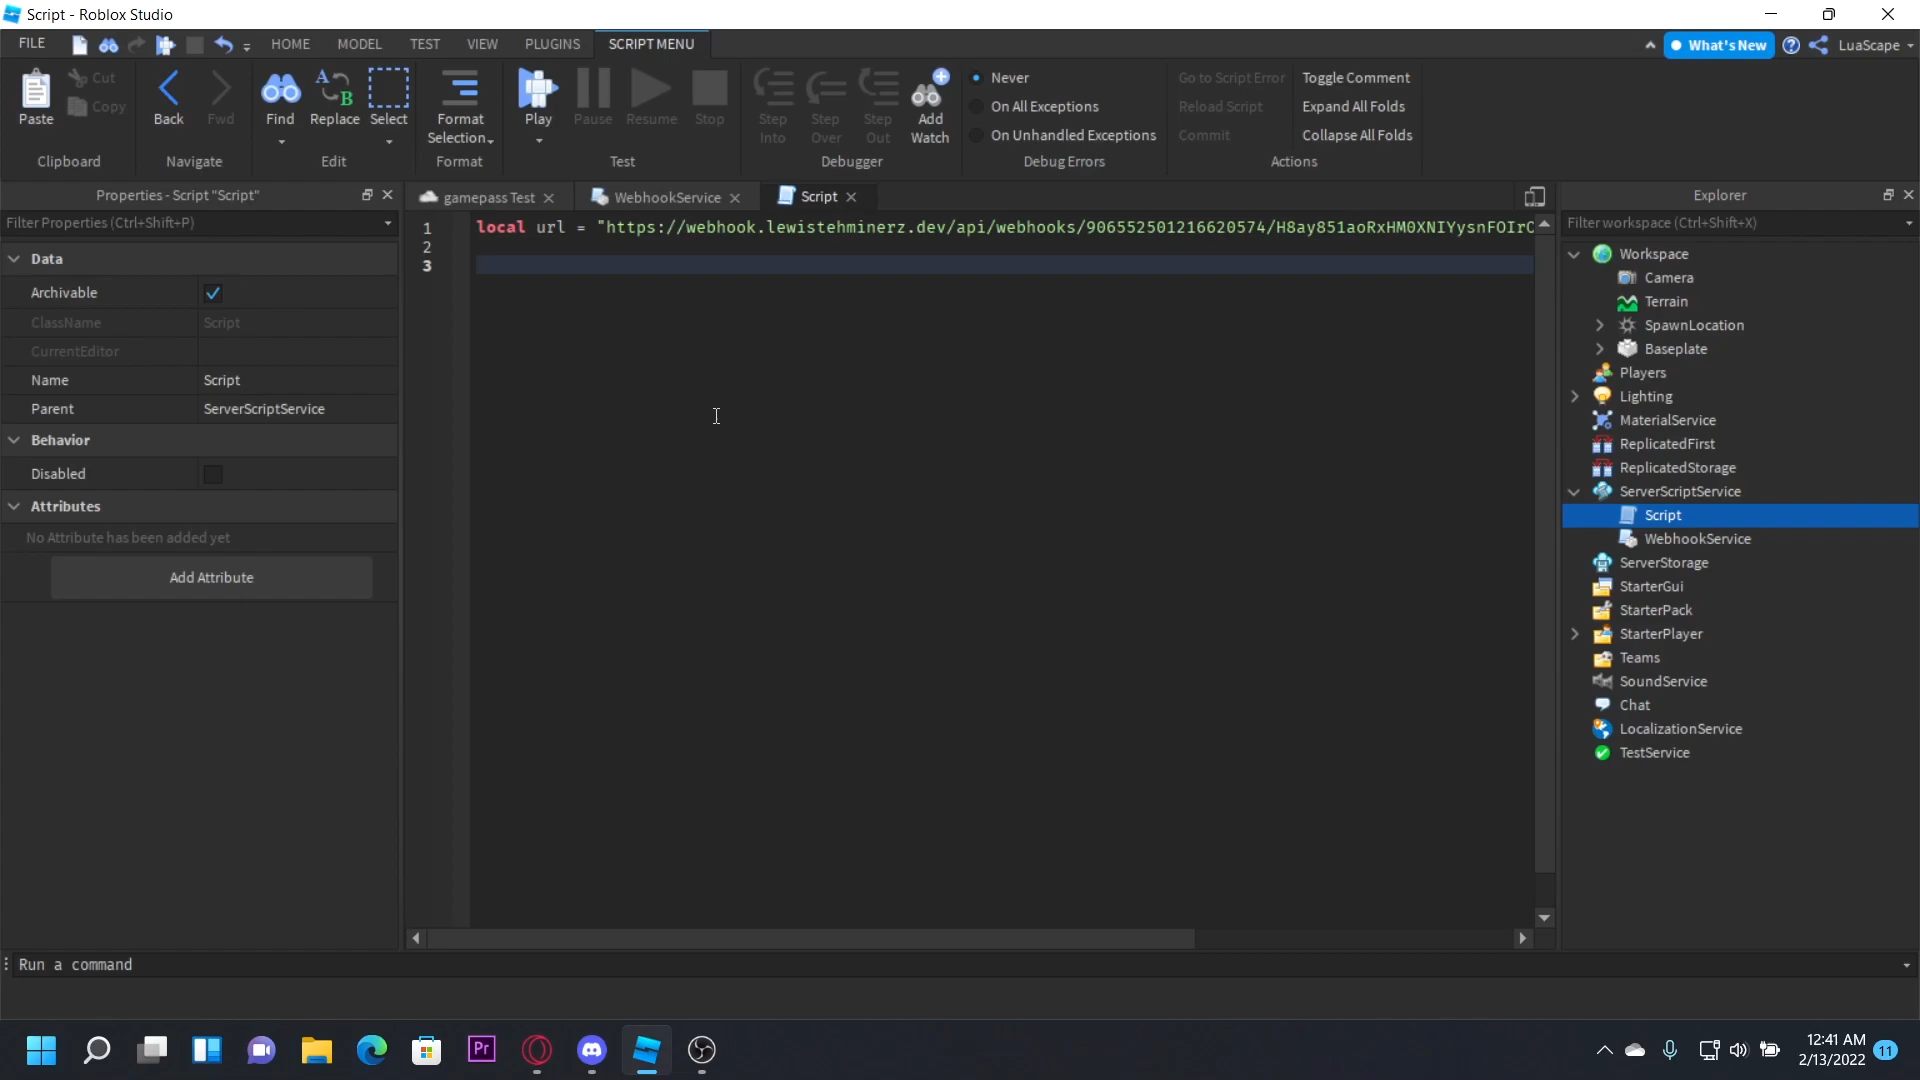 Script - Roblox Studio
FILE HOME MODEL TEST VIEW PLUGINS SCRIPT MENU What's New LuaScape
Cut
Copy
Paste
Back Fwd
Find Replace Select
Format
Selection
Play Pause Resume Stop
Step
Into
Step
Over
Step
Out
Add
Watch
Never
On All Exceptions
On Unhandled Exceptions
Go to Script Error
Reload Script
Commit
Toggle Comment
Expand All Folds
Collapse All Folds
Clipboard Navigate Edit Format Test Debugger Debug Errors Actions
Properties - Script "Script"
Filter Properties (Ctrl+Shift+P)
Data
Archivable
ClassName Script
CurrentEditor
Name Script
Parent ServerScriptService
Behavior
Disabled
Attributes
No Attribute has been added yet
Add Attribute
gamepass Test WebhookService Script
1 local url = "https://webhook.lewistehminerz.dev/api/webhooks/906552501216620574/H8ay851aoRxHM0XNIYysnFOIrC
2
3
Explorer
Filter workspace (Ctrl+Shift+X)
Workspace
Camera
Terrain
SpawnLocation
Baseplate
Players
Lighting
MaterialService
ReplicatedFirst
ReplicatedStorage
ServerScriptService
Script
WebhookService
ServerStorage
StarterGui
StarterPack
StarterPlayer
Teams
SoundService
Chat
LocalizationService
TestService
Run a command
Pr
12:41 AM
2/13/2022
11